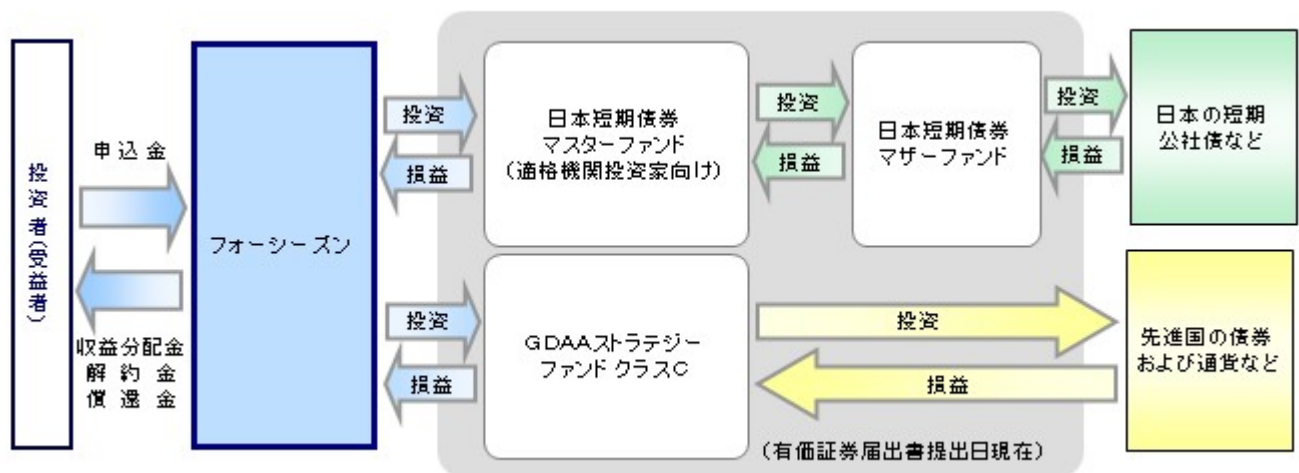 投資者(受益者)
申込金
収益分配金
解約金
償還金
フォーシーズン
投資
損益
日本短期債券
マスターファンド
(適格機関投資家向け)
投資
損益
日本短期債券
マザーファンド
投資
損益
日本の短期
公社債など
投資
損益
GDAAストラテジー
ファンド クラスC
投資
損益
先進国の債券
および通貨など
(有価証券届出書提出日現在)